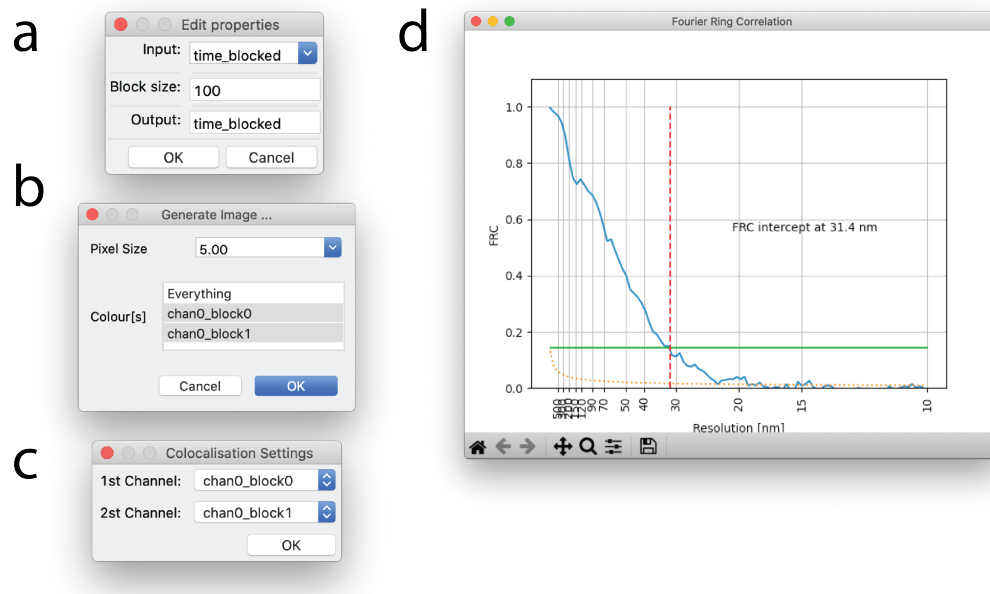 a
Edit properties
Input: time_blocked
Block size: 100
Output: time_blocked
OK Cancel
b
Generate Image ...
Pixel Size 5.00
Colour[s]
Everything
chan0_block0
chan0_block1
Cancel OK
c
Colocalisation Settings
1st Channel: chan0_block0
2st Channel: chan0_block1
OK
d
Fourier Ring Correlation
1.0
0.8
0.6
0.4
0.2
0.0
FRC
FRC intercept at 31.4 nm
500 200 120 90 70 50 40 30 20 15 10
Resolution [nm]